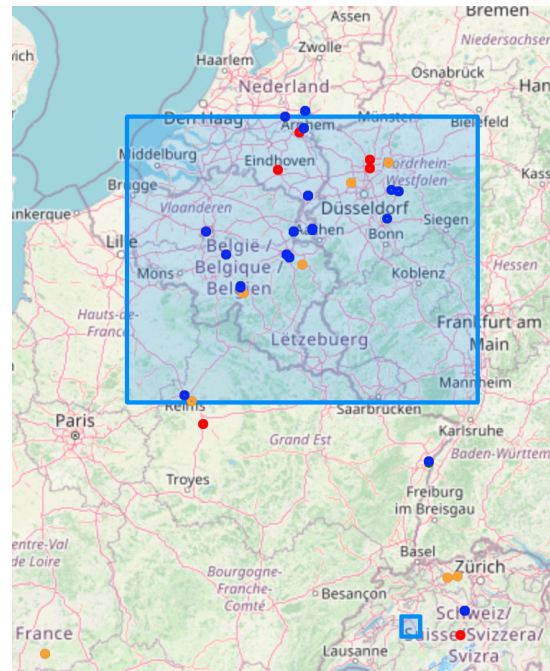 Bremen
Assen
wich
Zwolle
Haarlem
Niedersachsen
Osnabrück
Han
Nederland
Den Haag
Münster
Bielefeld
Arnhem
Middelburg
Eindhoven
Nordrhein-
Westfalen
Kass
Brugge
Vlaanderen
Düsseldorf
unkerque
Lille
Aachen
Siegen
België /
Belgique /
Belgien
Bonn
Mons
Koblenz
Hessen
Hauts-de-
France
Frankfurt am
Main
Lëtzebuerg
Mannheim
Reims
Saarbrücken
Paris
Karlsruhe
Grand Est
Baden-Württem
Troyes
Freiburg
im Breisgau
entre-Val
de Loire
Basel
Bourgogne-
Franche-
Comté
Zürich
Besançon
Schweiz/
Suisse/Svizzera/
Svizra
France
Lausanne